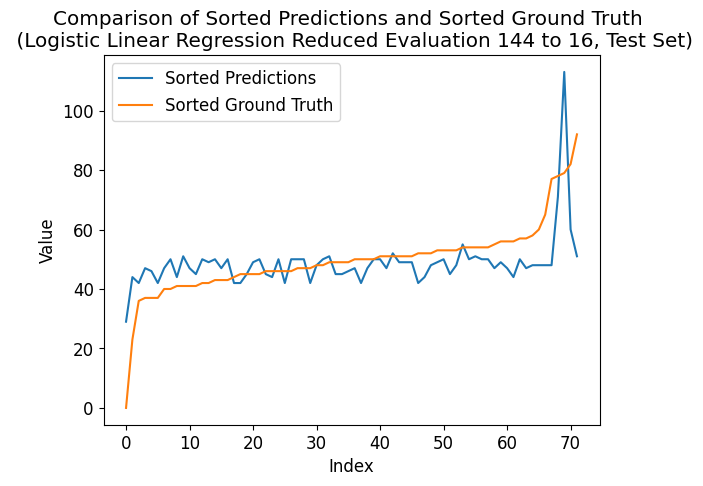 Comparison of Sorted Predictions and Sorted Ground Truth
(Logistic Linear Regression Reduced Evaluation 144 to 16, Test Set)
Sorted Predictions
Sorted Ground Truth
Value
100
80
60
40
20
0
0 10 20 30 40 50 60 70
Index